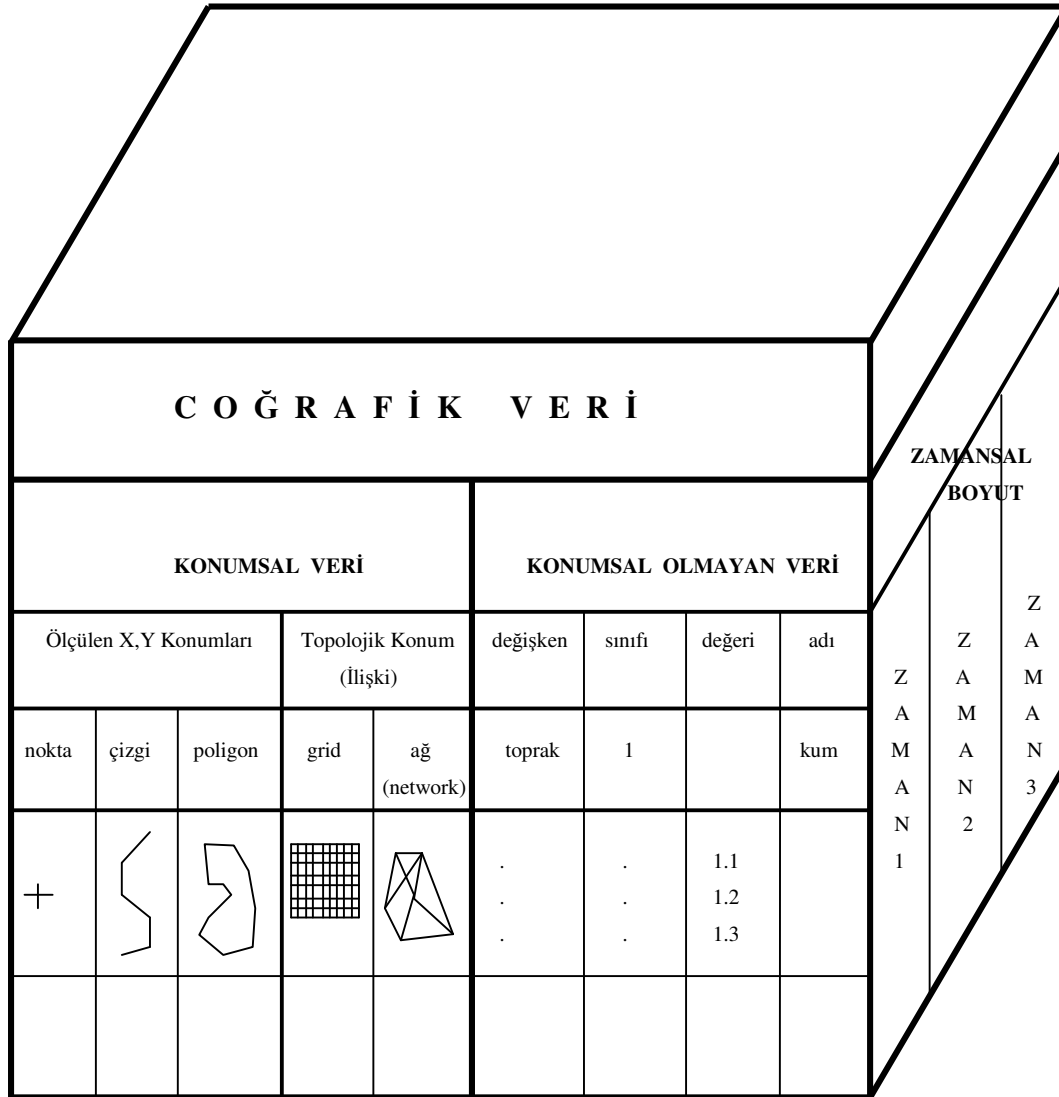 C O Ğ R A F İ K V E R İ
ZAMANSAL
BOYUT
KONUMSAL VERİ
KONUMSAL OLMAYAN VERİ
Ölçülen X,Y Konumları
Topolojik Konum
(İlişki)
değişken
sınıfı
değeri
adı
nokta
çizgi
poligon
grid
ağ
(network)
toprak
1
kum
. . 1.1
. . 1.2
. . 1.3
Z
A
M
A
N
1
Z
A
M
A
N
2
Z
A
M
A
N
3